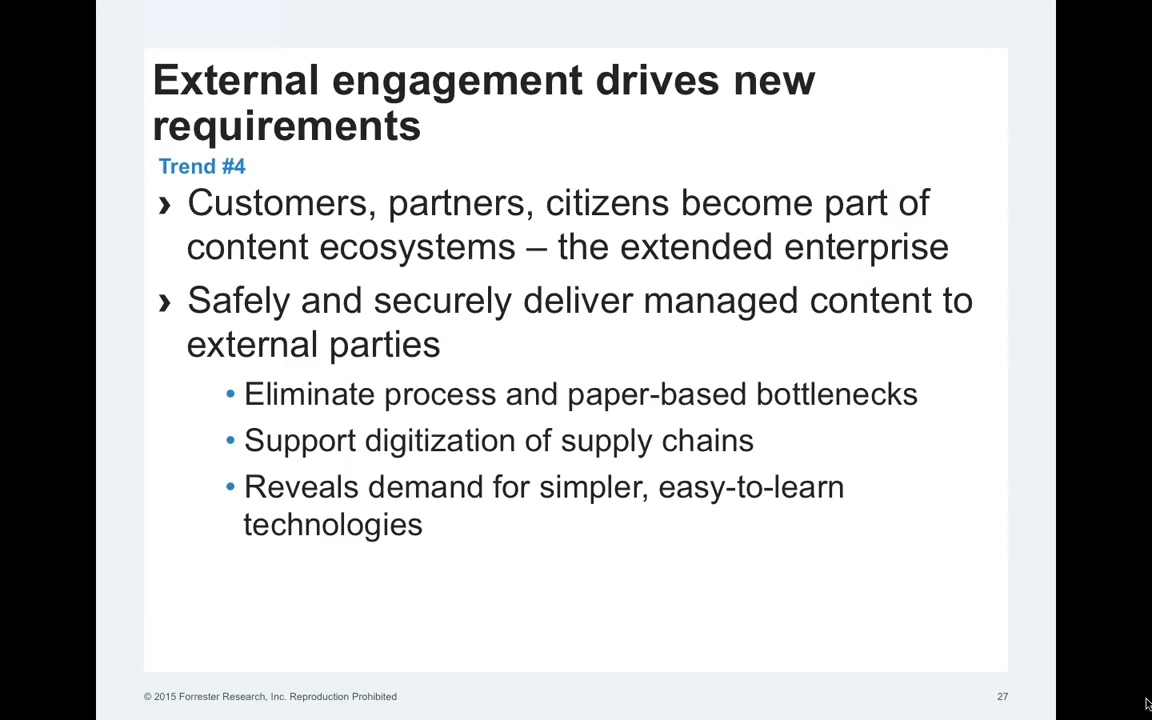 External engagement drives new
requirements
Trend #4
› Customers, partners, citizens become part of
content ecosystems – the extended enterprise
› Safely and securely deliver managed content to
external parties
• Eliminate process and paper-based bottlenecks
• Support digitization of supply chains
• Reveals demand for simpler, easy-to-learn
technologies
© 2015 Forrester Research, Inc. Reproduction Prohibited
27